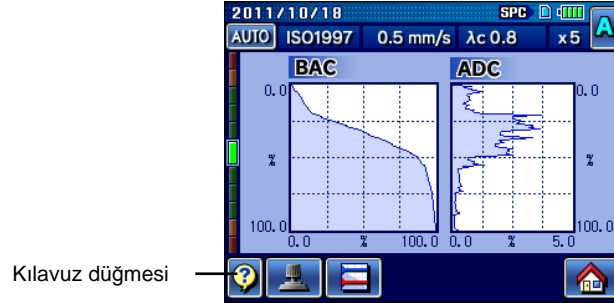 2011/10/18 SPC
AUTO ISO1997 0.5 mm/s λc 0.8 x5 A
BAC ADC
0.0 0.0
% %
100.0 100.0
0.0 % 100.0 0.0 % 5.0
Kılavuz düğmesi ?